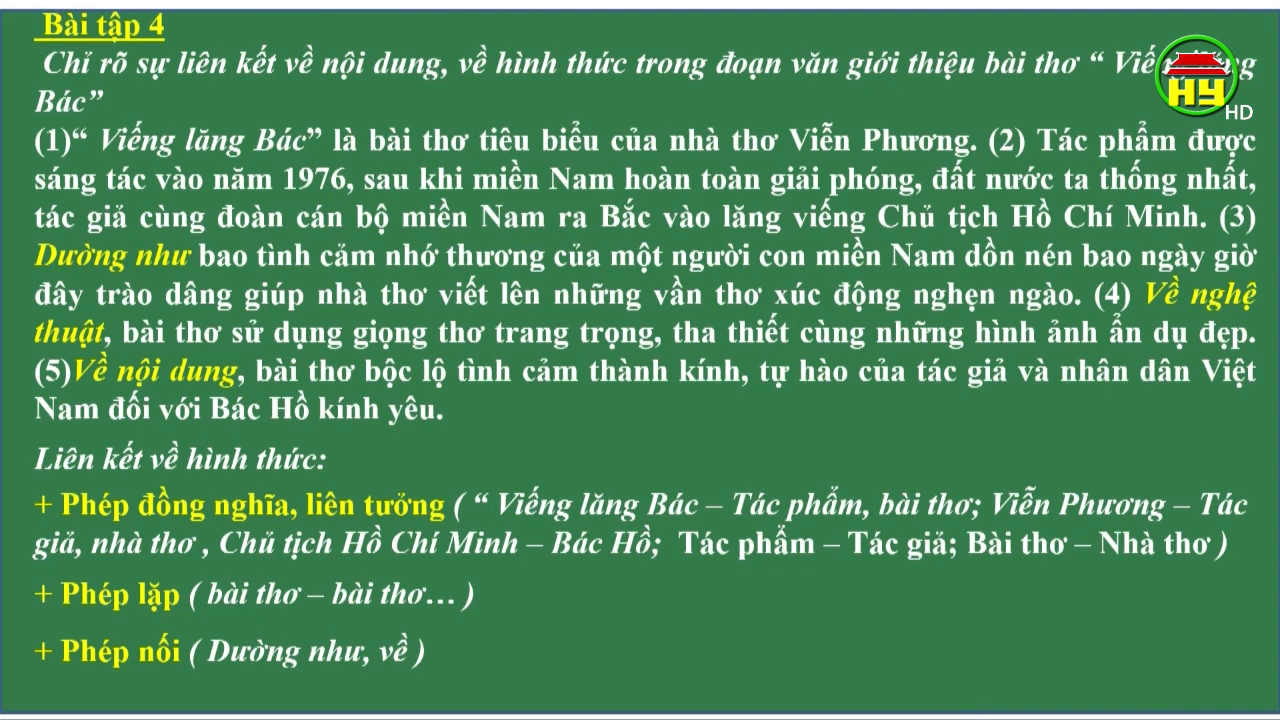 Bài tập 4
Chỉ rõ sự liên kết về nội dung, về hình thức trong đoạn văn giới thiệu bài thơ “ Viếng lăng
Bác”
(1)“ Viếng lăng Bác” là bài thơ tiêu biểu của nhà thơ Viễn Phương. (2) Tác phẩm được
sáng tác vào năm 1976, sau khi miền Nam hoàn toàn giải phóng, đất nước ta thống nhất,
tác giả cùng đoàn cán bộ miền Nam ra Bắc vào lăng viếng Chủ tịch Hồ Chí Minh. (3)
Dường như bao tình cảm nhớ thương của một người con miền Nam dồn nén bao ngày giờ
đây trào dâng giúp nhà thơ viết lên những vần thơ xúc động nghẹn ngào. (4) Về nghệ
thuật, bài thơ sử dụng giọng thơ trang trọng, tha thiết cùng những hình ảnh ẩn dụ đẹp.
(5)Về nội dung, bài thơ bộc lộ tình cảm thành kính, tự hào của tác giả và nhân dân Việt
Nam đối với Bác Hồ kính yêu.
Liên kết về hình thức:
+ Phép đồng nghĩa, liên tưởng ( “ Viếng lăng Bác – Tác phẩm, bài thơ; Viễn Phương – Tác
giả, nhà thơ , Chủ tịch Hồ Chí Minh – Bác Hồ; Tác phẩm – Tác giả; Bài thơ – Nhà thơ )
+ Phép lặp ( bài thơ – bài thơ… )
+ Phép nối ( Dường như, về )
HY
HD